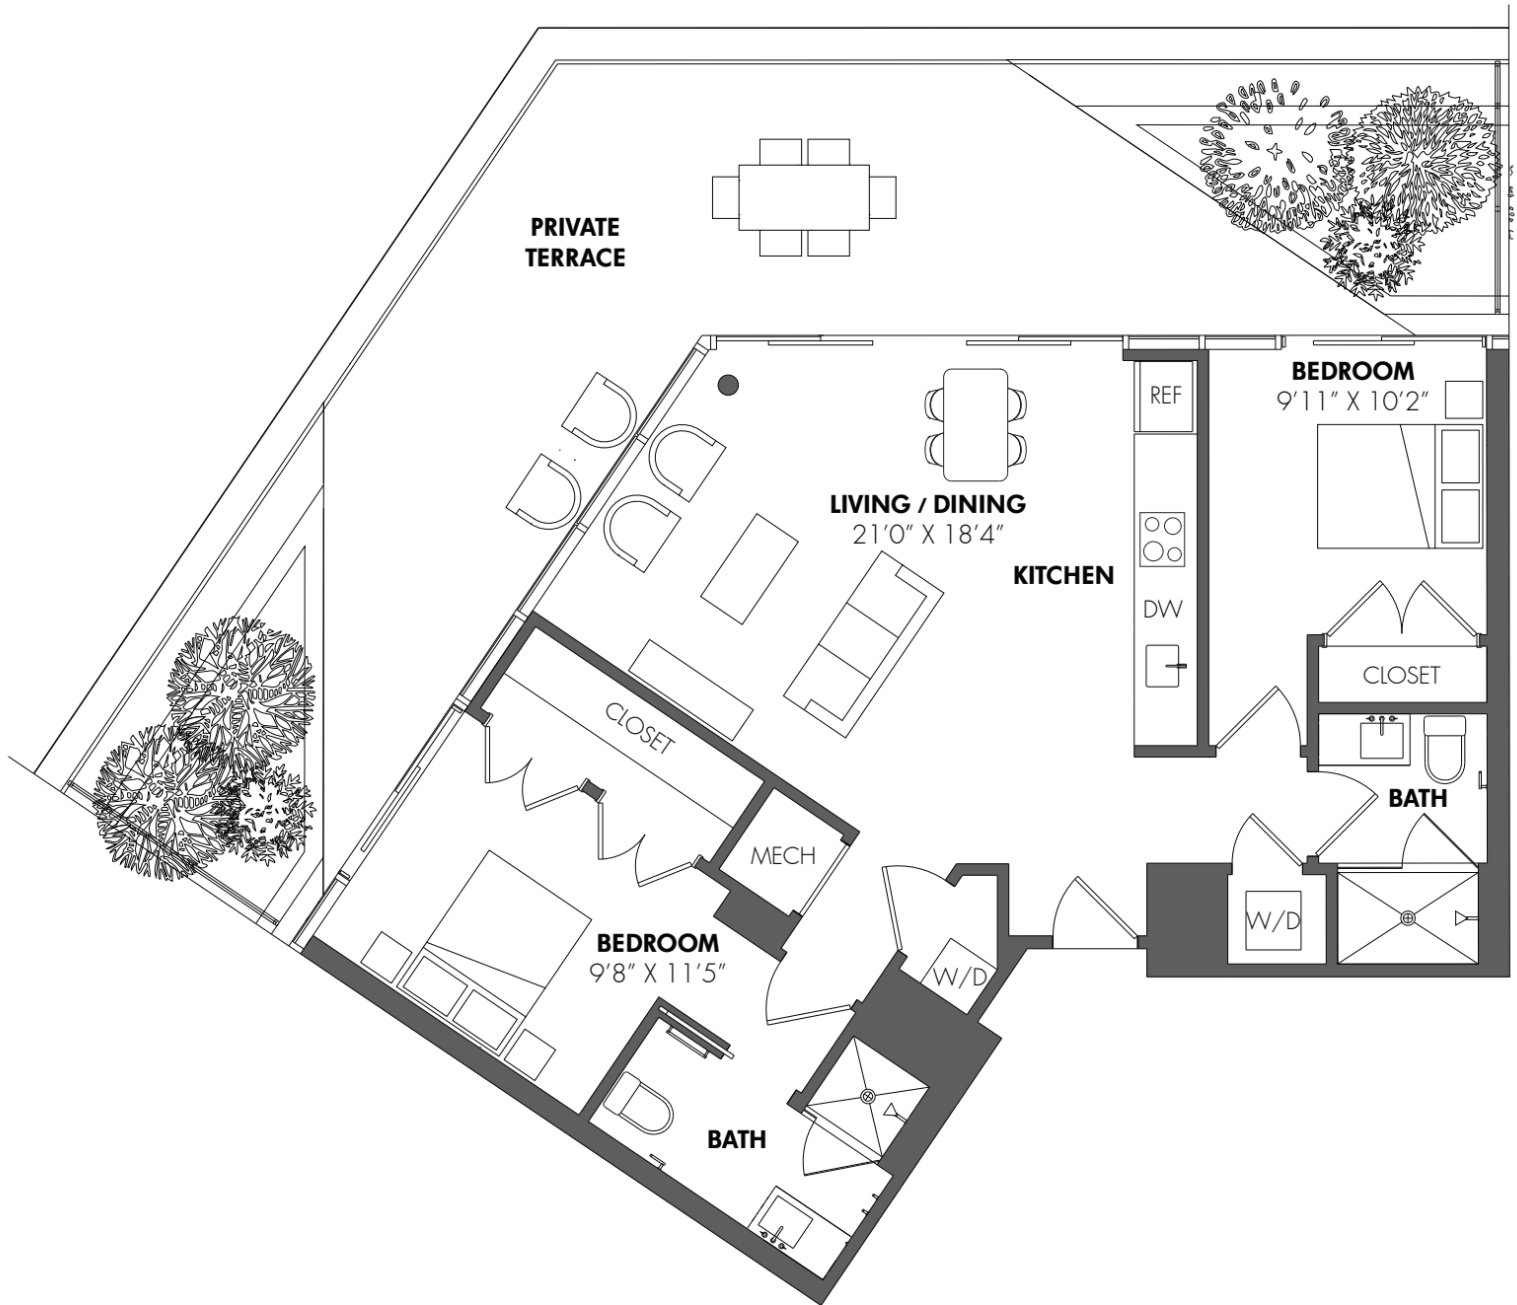 PRIVATE
TERRACE
BEDROOM
9'11" X 10'2"
REF
LIVING / DINING
21'0" X 18'4"
KITCHEN
DW
CLOSET
CLOSET
BATH
MECH
W/D
BEDROOM
9'8" X 11'5"
W/D
BATH